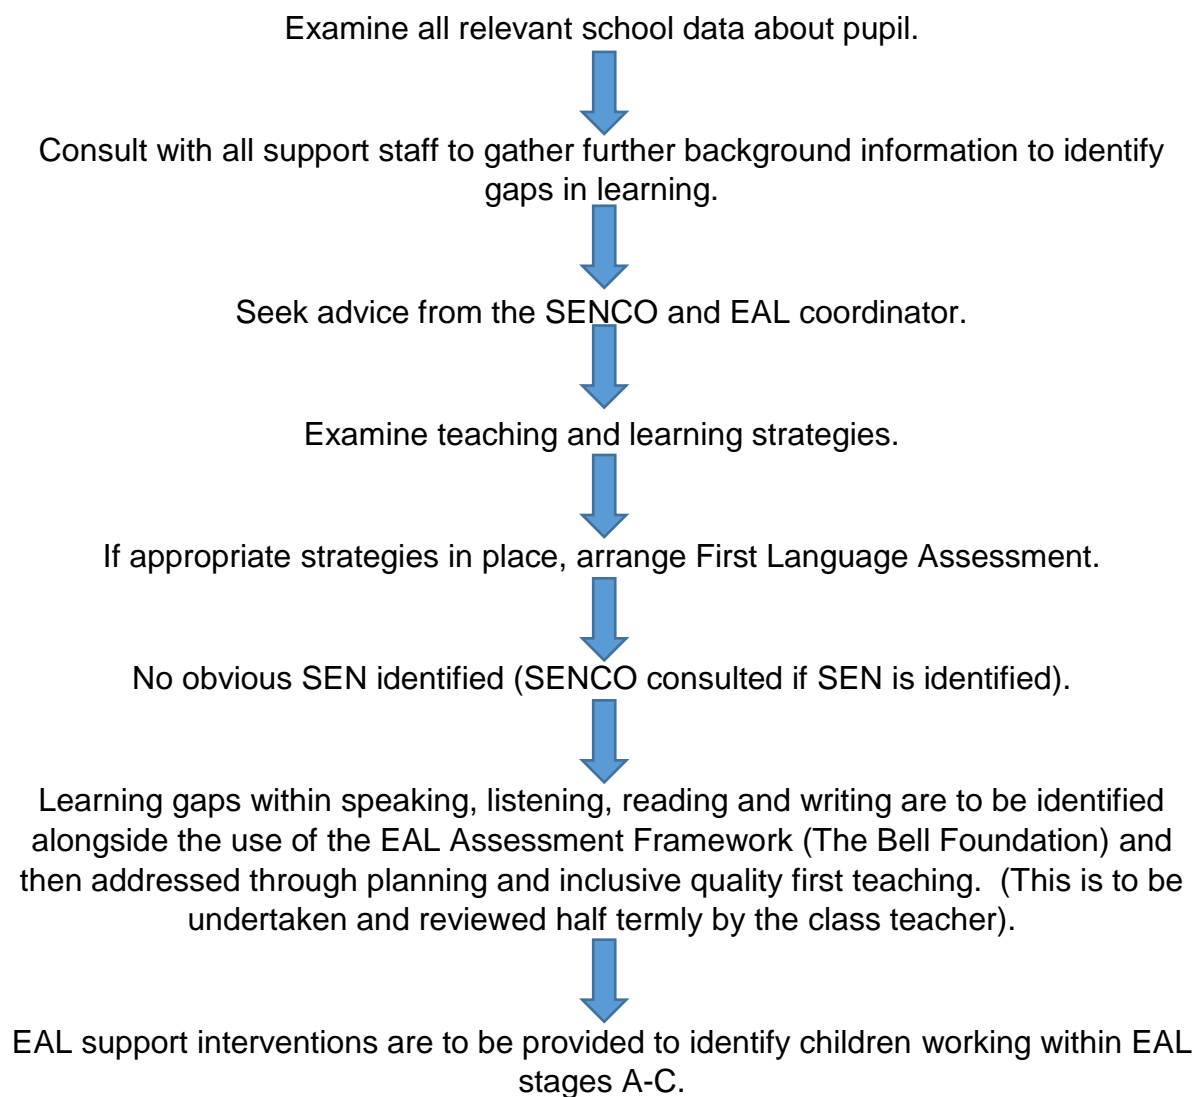 Examine all relevant school data about pupil.
Consult with all support staff to gather further background information to identify
gaps in learning.
Seek advice from the SENCO and EAL coordinator.
Examine teaching and learning strategies.
If appropriate strategies in place, arrange First Language Assessment.
No obvious SEN identified (SENCO consulted if SEN is identified).
Learning gaps within speaking, listening, reading and writing are to be identified
alongside the use of the EAL Assessment Framework (The Bell Foundation) and
then addressed through planning and inclusive quality first teaching.  (This is to be
undertaken and reviewed half termly by the class teacher).
EAL support interventions are to be provided to identify children working within EAL
stages A-C.